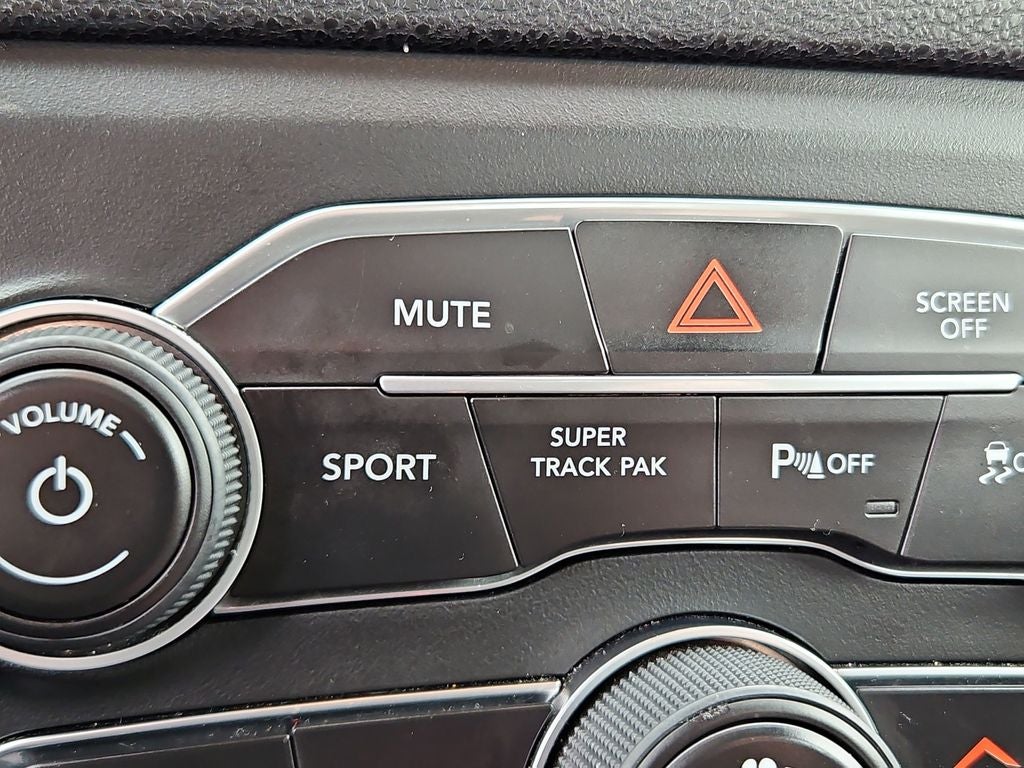 MUTE
SCREEN
OFF
VOLUME
SPORT
SUPER
TRACK PAK
P OFF